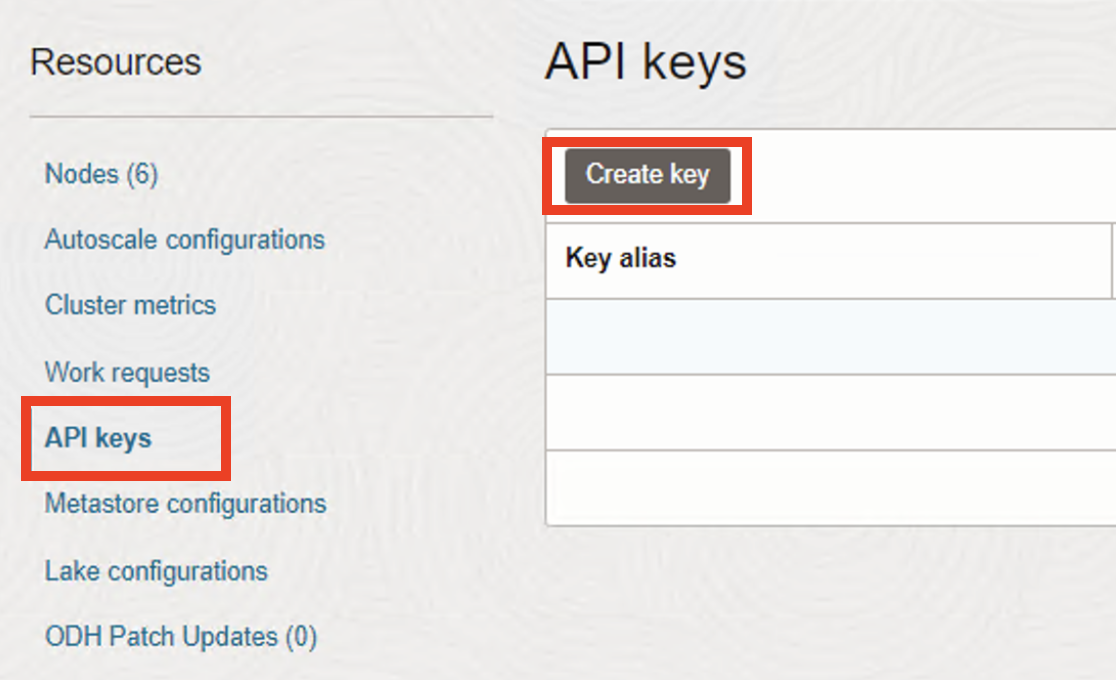 Resources
Nodes (6)
Autoscale configurations
Cluster metrics
Work requests
API keys
Metastore configurations
Lake configurations
ODH Patch Updates (0)
API keys
Create key
Key alias